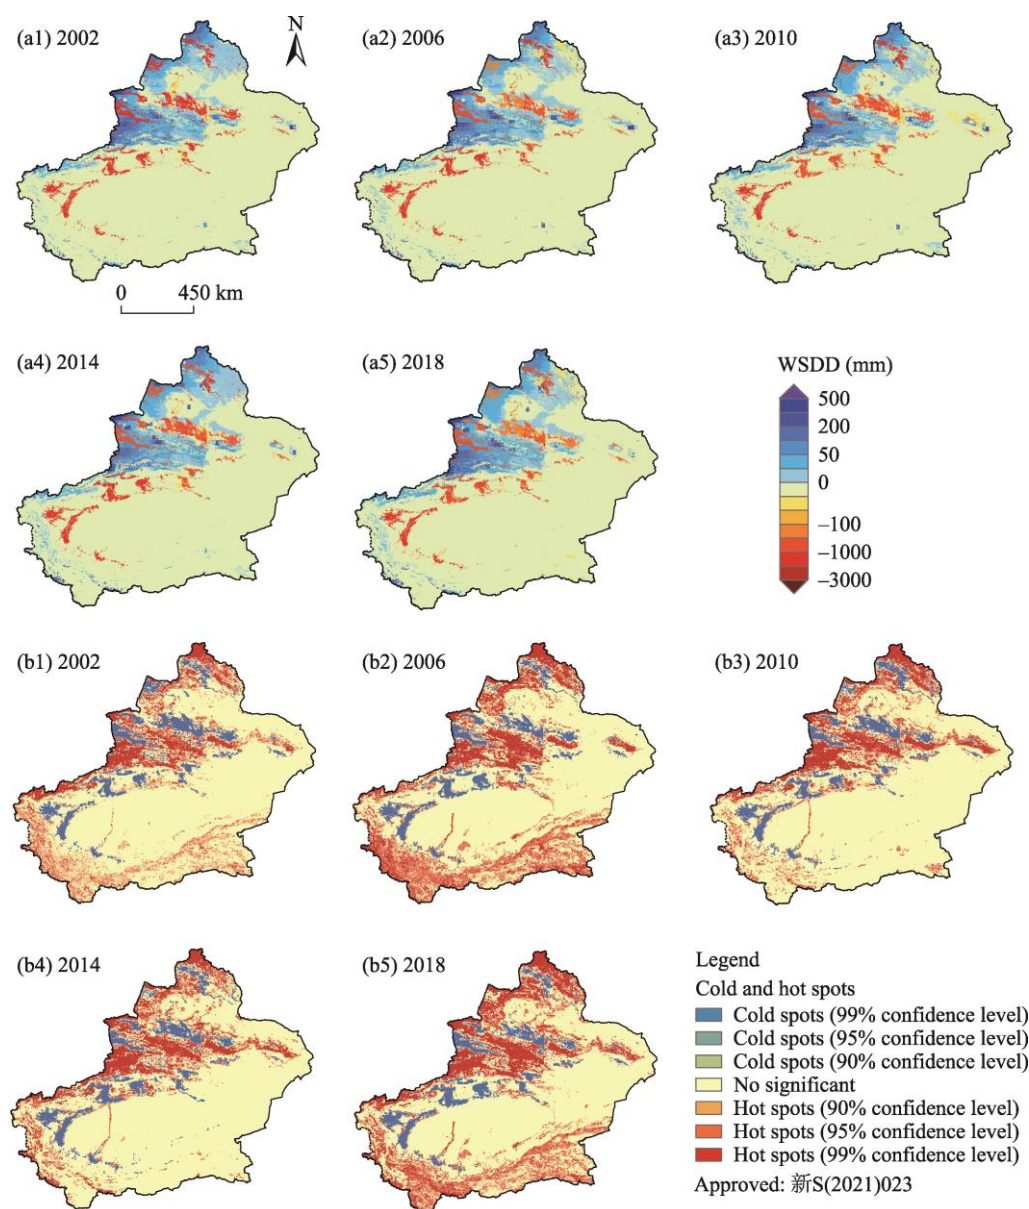 (a1) 2002
N
(a2) 2006
(a3) 2010
0 450 km
(a4) 2014
(a5) 2018
WSDD (mm)
500
200
50
0
–100
–1000
–3000
(b1) 2002
(b2) 2006
(b3) 2010
(b4) 2014
(b5) 2018
Legend
Cold and hot spots
Cold spots (99% confidence level)
Cold spots (95% confidence level)
Cold spots (90% confidence level)
No significant
Hot spots (90% confidence level)
Hot spots (95% confidence level)
Hot spots (99% confidence level)
Approved: 新S(2021)023